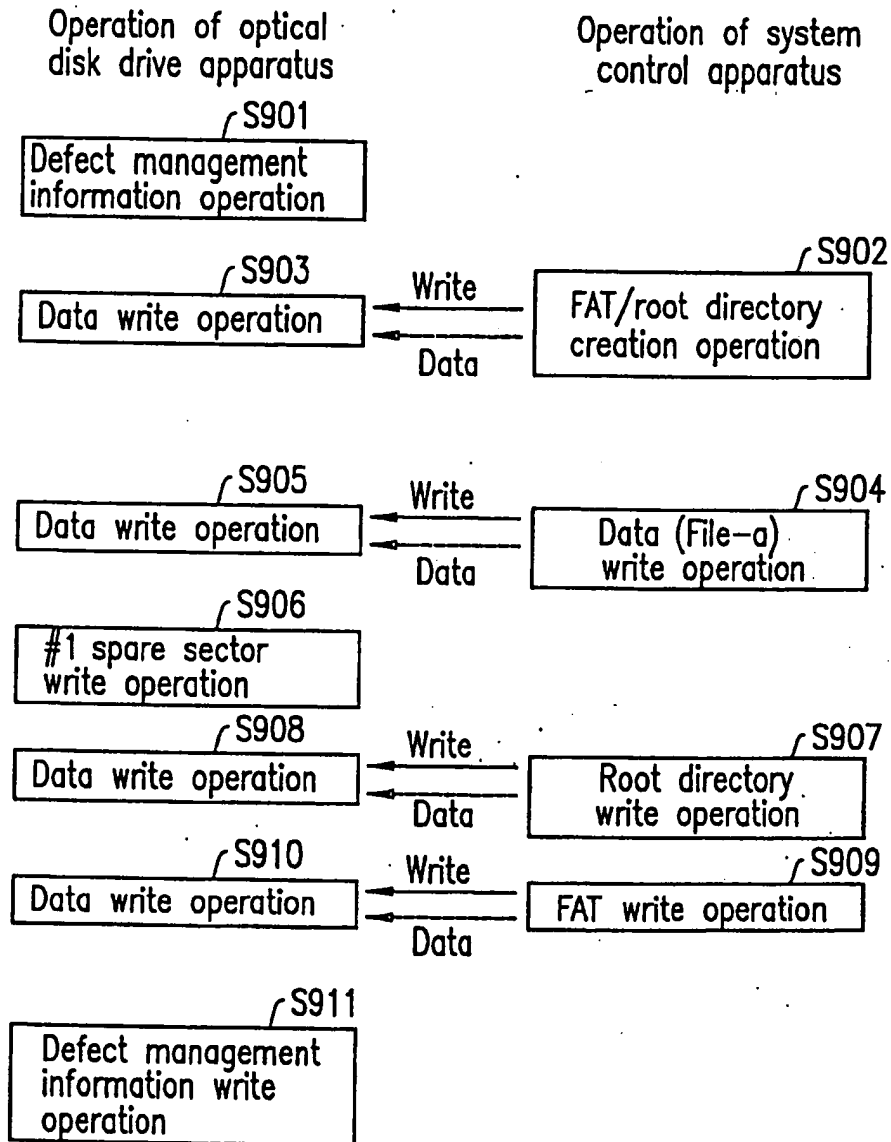 Operation of optical
disk drive apparatus
Operation of system
control apparatus
S901
Defect management
information operation
S902
FAT/root directory
creation operation
S903
Data write operation
Write
Data
S904
Data (File-a)
write operation
S905
Data write operation
Write
Data
S906
#1 spare sector
write operation
S907
Root directory
write operation
S908
Data write operation
Write
Data
S909
FAT write operation
S910
Data write operation
Write
Data
S911
Defect management
information write
operation